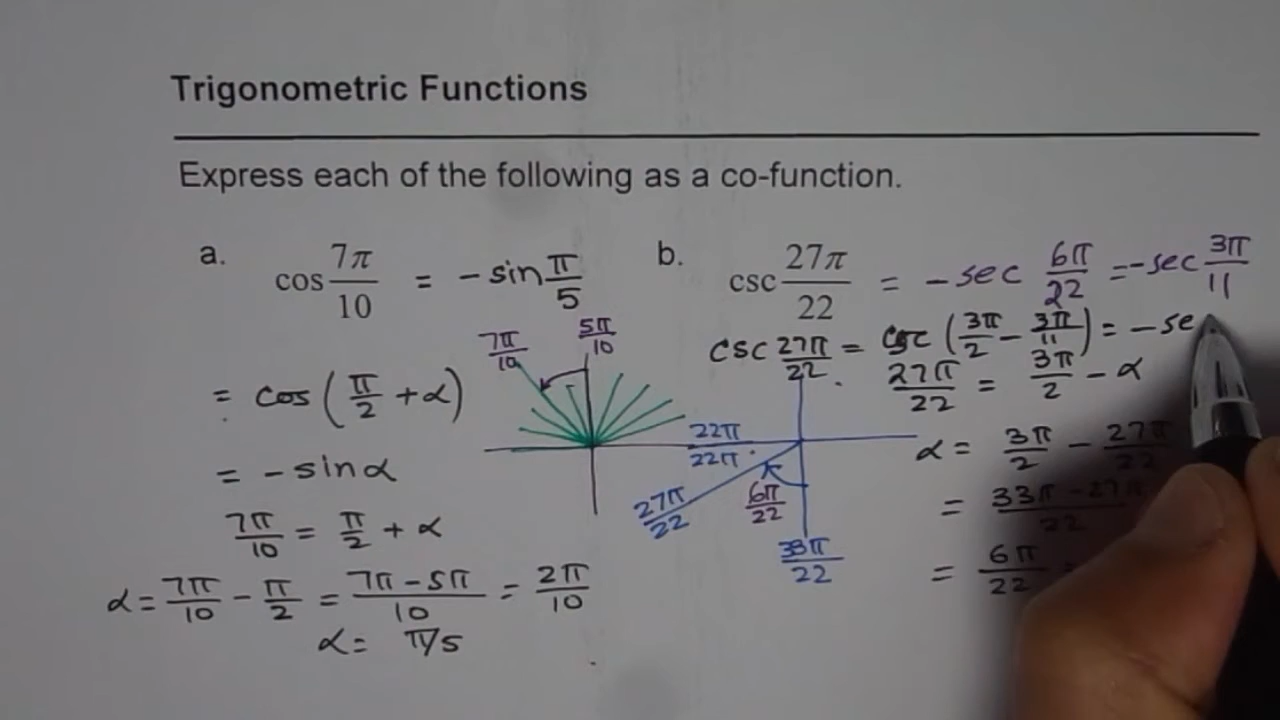 Trigonometric Functions
Express each of the following as a co-function.
a. cos 7π/10 = -sin π/5
7π/10 5π/10
= cos(π/2 + α)
= -sinα
7π/10 = π/2 + α
α = 7π/10 - π/2 = 7π - 5π/10 = 2π/10
α = π/5
b. csc 27π/22 = -sec 6π/22 = -sec 3π/11
csc 27π/22 = csc(3π/2 - 3π/11) = -se
27π/22 = 3π/2 - α
22π/22π
27π/22 6π/22
33π/22
α = 3π/2 - 27π/22
= 33π - 27π/22
= 6π/22